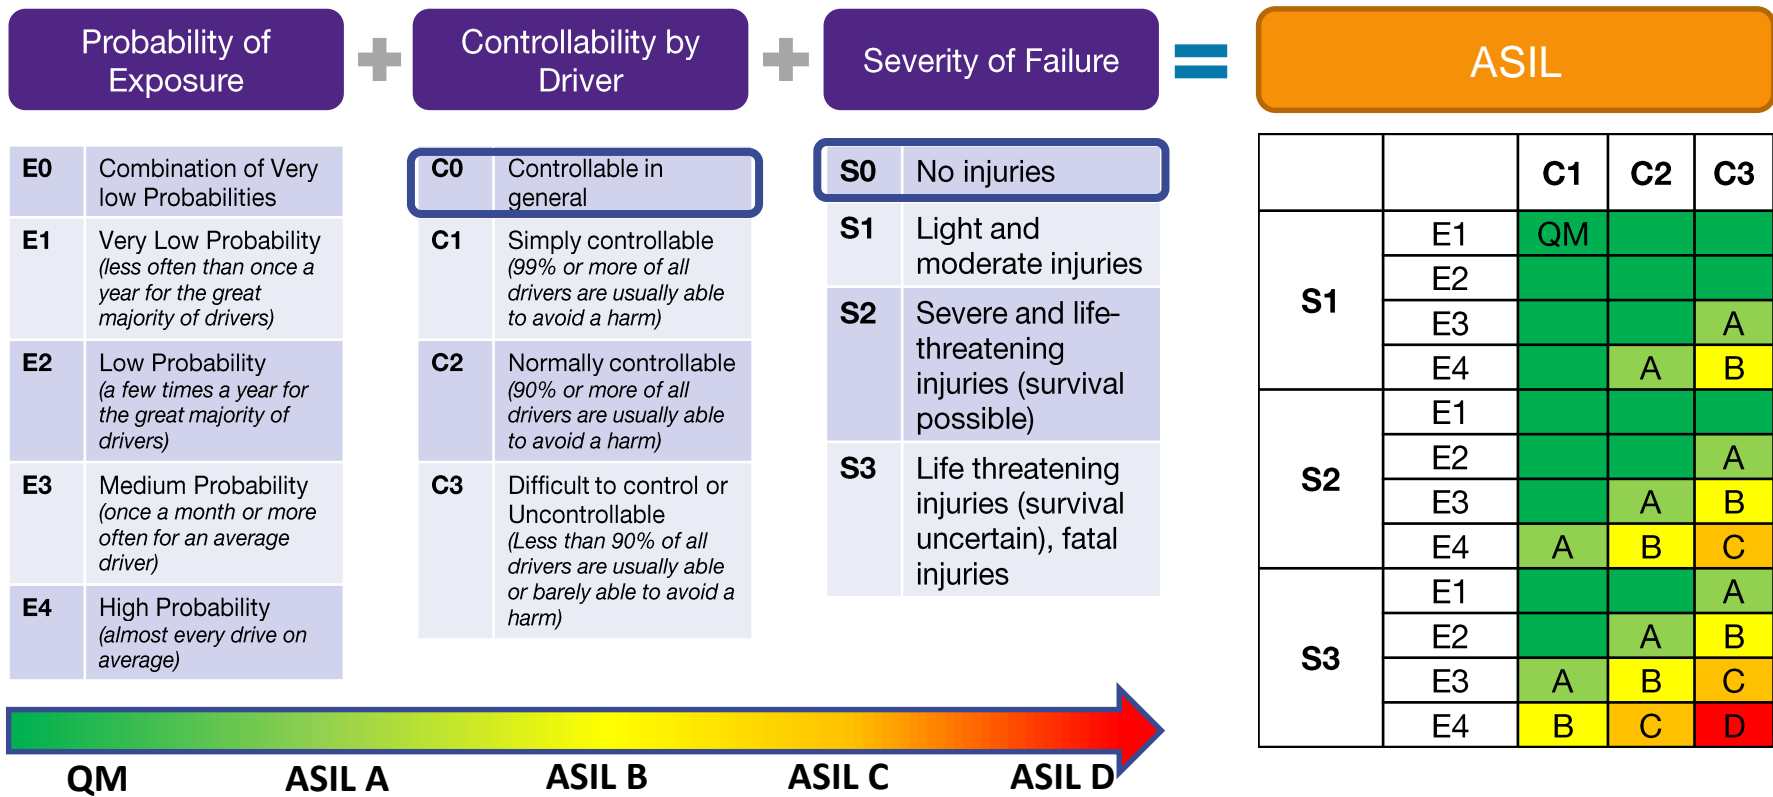 Probability of
Exposure
Controllability by
Driver
Severity of Failure
ASIL
E0
Combination of Very
low Probabilities
E1
Very Low Probability
(less often than once a
year for the great
majority of drivers)
E2
Low Probability
(a few times a year for
the great majority of
drivers)
E3
Medium Probability
(once a month or more
often for an average
driver)
E4
High Probability
(almost every drive on
average)
C0
Controllable in
general
C1
Simply controllable
(99% or more of all
drivers are usually able
to avoid a harm)
C2
Normally controllable
(90% or more of all
drivers are usually able
to avoid a harm)
C3
Difficult to control or
Uncontrollable
(Less than 90% of all
drivers are usually able
or barely able to avoid a
harm)
S0
No injuries
S1
Light and
moderate injuries
S2
Severe and life-
threatening
injuries (survival
possible)
S3
Life threatening
injuries (survival
uncertain), fatal
injuries
C1 C2 C3
S1
E1 QM
E2
E3 A
E4 A B
S2
E1
E2 A
E3 A B
E4 A B C
S3
E1 A
E2 A B
E3 A B C
E4 B C D
QM ASIL A ASIL B ASIL C ASIL D